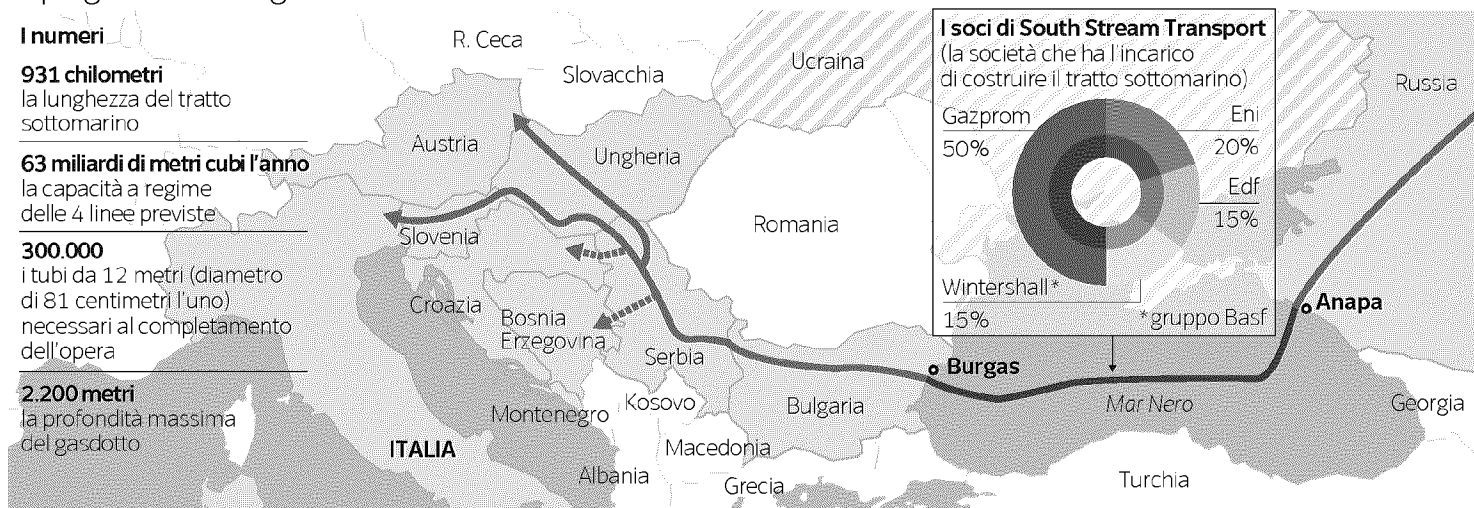 I numeri
931 chilometri
la lunghezza del tratto
sottomarino
63 miliardi di metri cubi l'anno
la capacità a regime
delle 4 linee previste
300.000
i tubi da 12 metri (diametro
di 81 centimetri l'uno)
necessari al completamento
dell'opera
2.200 metri
la profondità massima
del gasdotto
R. Ceca
Slovacchia
Ucraina
Russia
Austria
Ungheria
Romania
Slovenia
Croazia
Bosnia
Erzegovina
Serbia
Montenegro
Kosovo
Bulgaria
Macedonia
ITALIA
Albania
Grecia
Turchia
Georgia
Burgas
Mar Nero
Anapa
I soci di South Stream Transport
(la società che ha l'incarico
di costruire il tratto sottomarino)
Gazprom
50%
Eni
20%
Edf
15%
Wintershall*
15%
*gruppo Basf